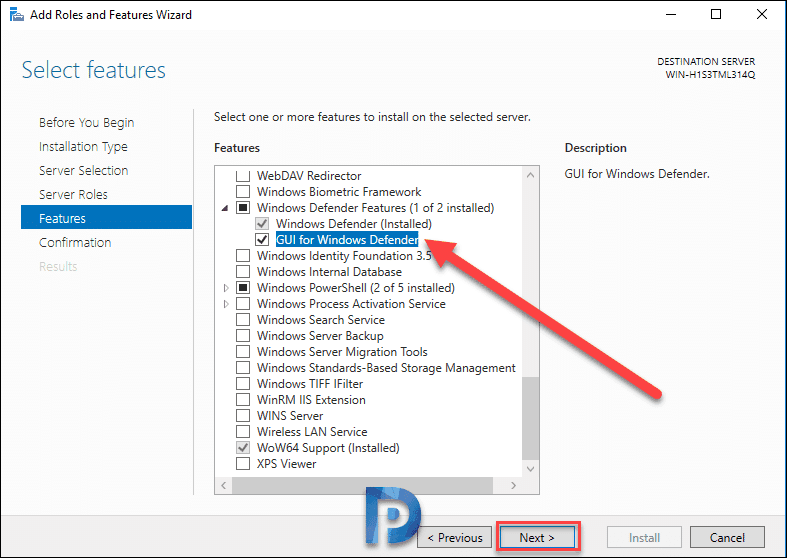 Add Roles and Features Wizard
Select features
DESTINATION SERVER
WIN-H1S3TML314Q
Before You Begin
Installation Type
Server Selection
Server Roles
Features
Confirmation
Results
Select one or more features to install on the selected server.
Features
WebDAV Redirector
Windows Biometric Framework
Windows Defender Features (1 of 2 installed)
Windows Defender (Installed)
GUI for Windows Defender
Windows Identity Foundation 3.5
Windows Internal Database
Windows PowerShell (2 of 5 installed)
Windows Process Activation Service
Windows Search Service
Windows Server Backup
Windows Server Migration Tools
Windows Standards-Based Storage Management
Windows TIFF IFilter
WinRM IIS Extension
WINS Server
Wireless LAN Service
WoW64 Support (Installed)
XPS Viewer
Description
GUI for Windows Defender.
P
< Previous
Next >
Install
Cancel